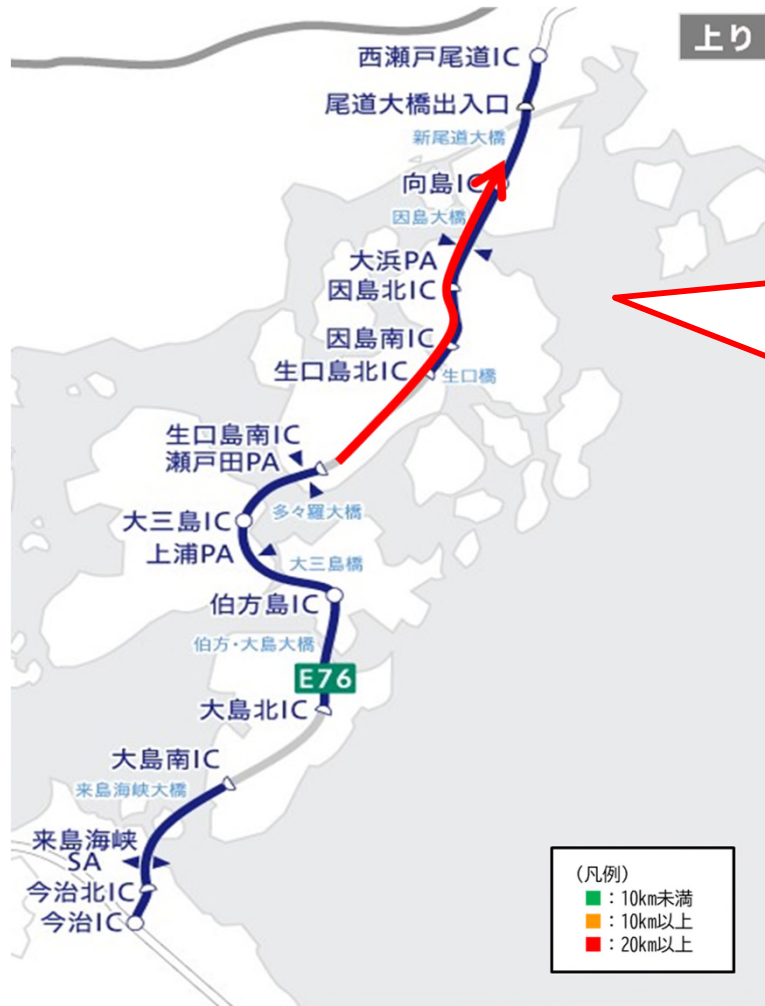 上り
西瀬戸尾道IC
尾道大橋出入口
新尾道大橋
向島IC
因島大橋
大浜PA
因島北IC
因島南IC
生口島北IC
生口橋
生口島南IC
瀬戸田PA
多々羅大橋
大三島IC
上浦PA
大三島橋
伯方島IC
伯方・大島大橋
E76
大島北IC
大島南IC
来島海峡大橋
来島海峡
SA
今治北IC
今治IC
(凡例)
:10km未満
:10km以上
:20km以上